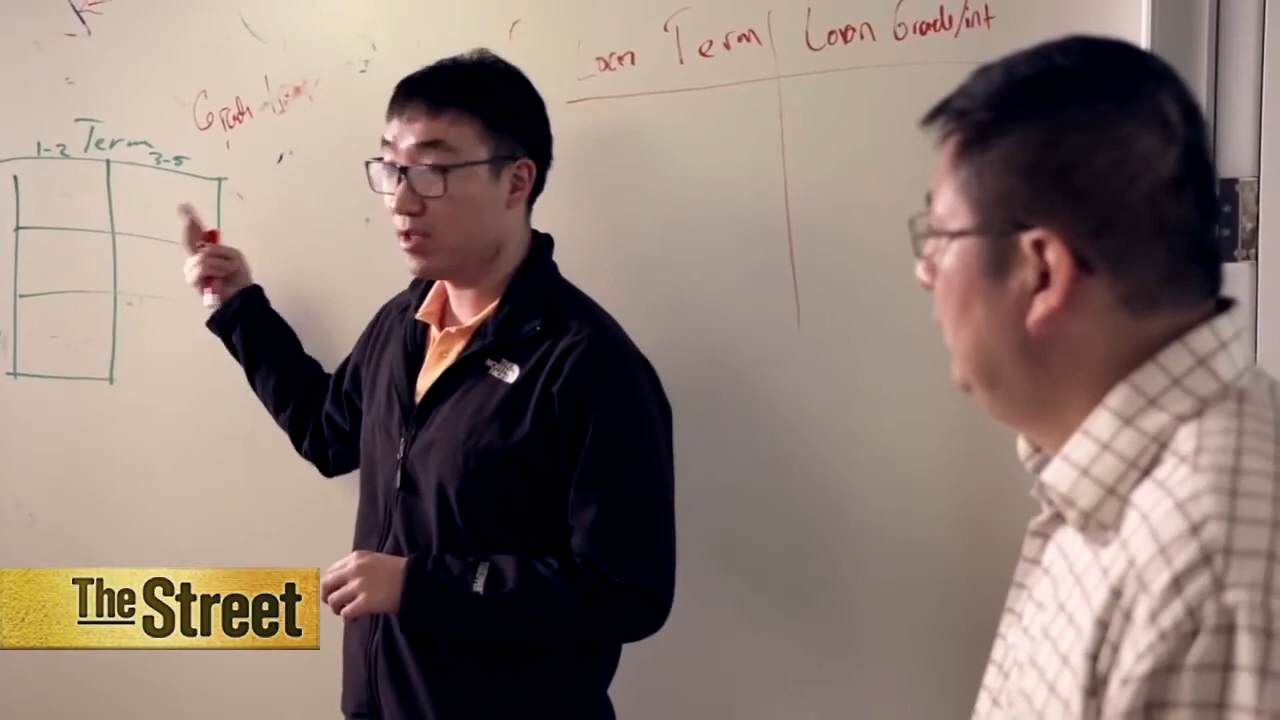 Term | Loan Grade/int
Term
1-2 3-5
THE NORTH FACE
The Street